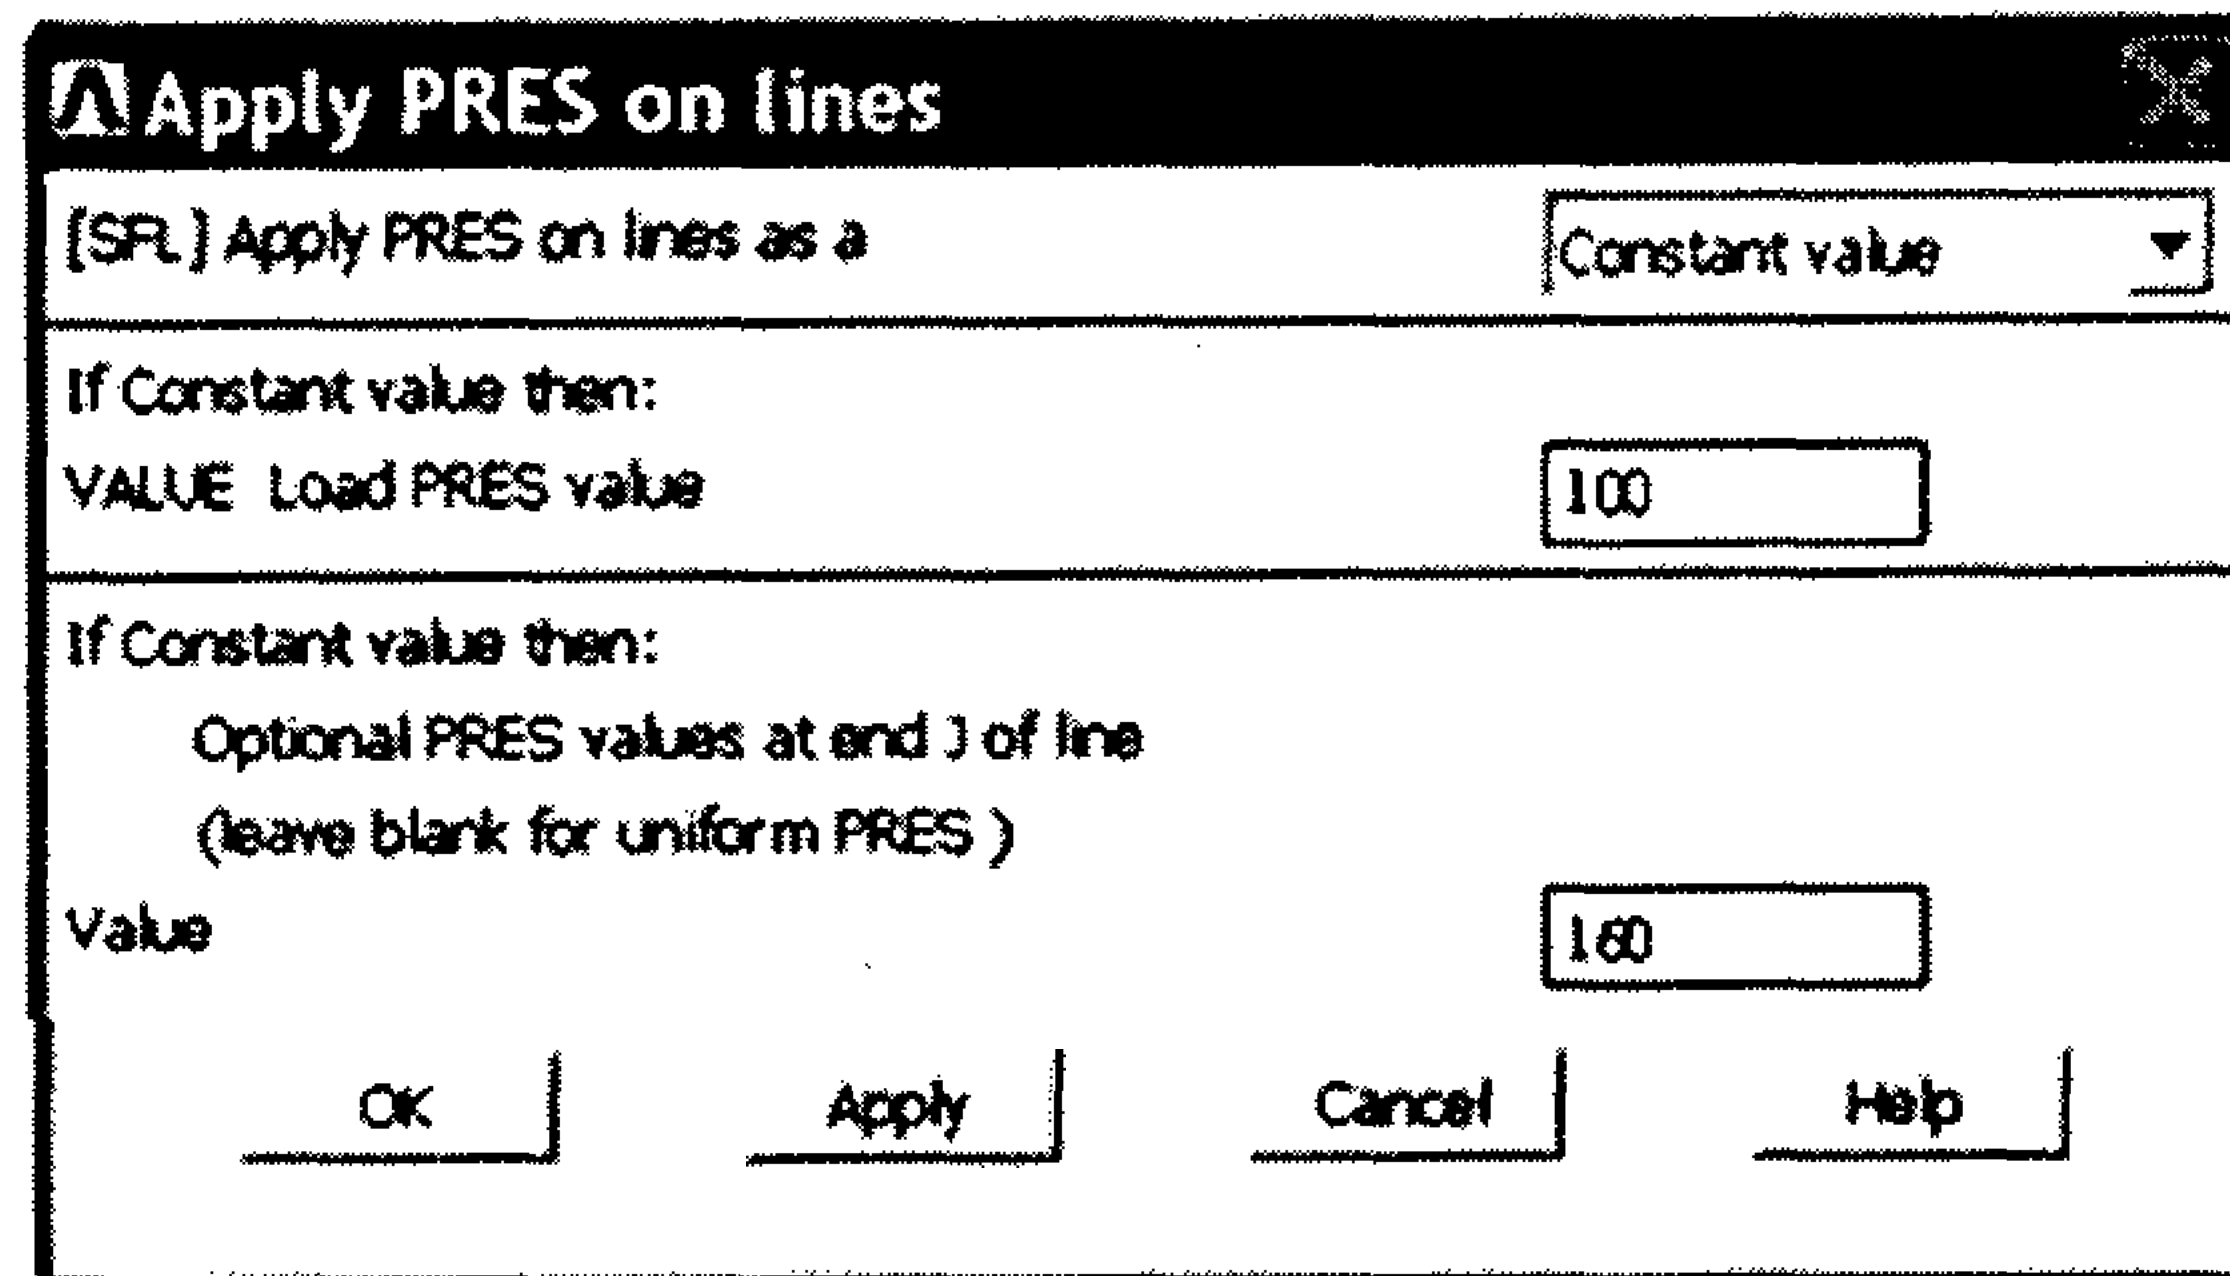 Apply PRES on lines
[SFL] Apply PRES on lines as a
Constant value
If Constant value then:
VALUE Load PRES value
100
If Constant value then:
Optional PRES values at end J of line
(leave blank for uniform PRES )
Value
160
OK
Apply
Cancel
Help